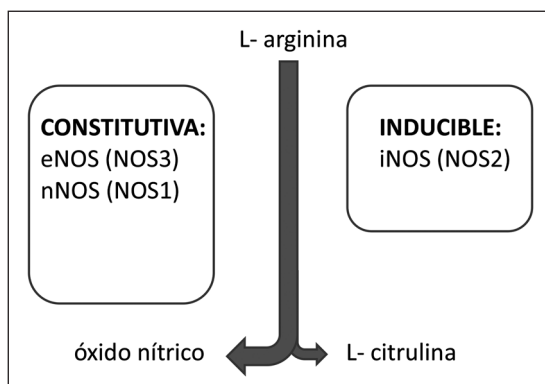 L- arginina
CONSTITUTIVA:
eNOS (NOS3)
nNOS (NOS1)
INDUCIBLE:
iNOS (NOS2)
óxido nítrico
L- citrulina